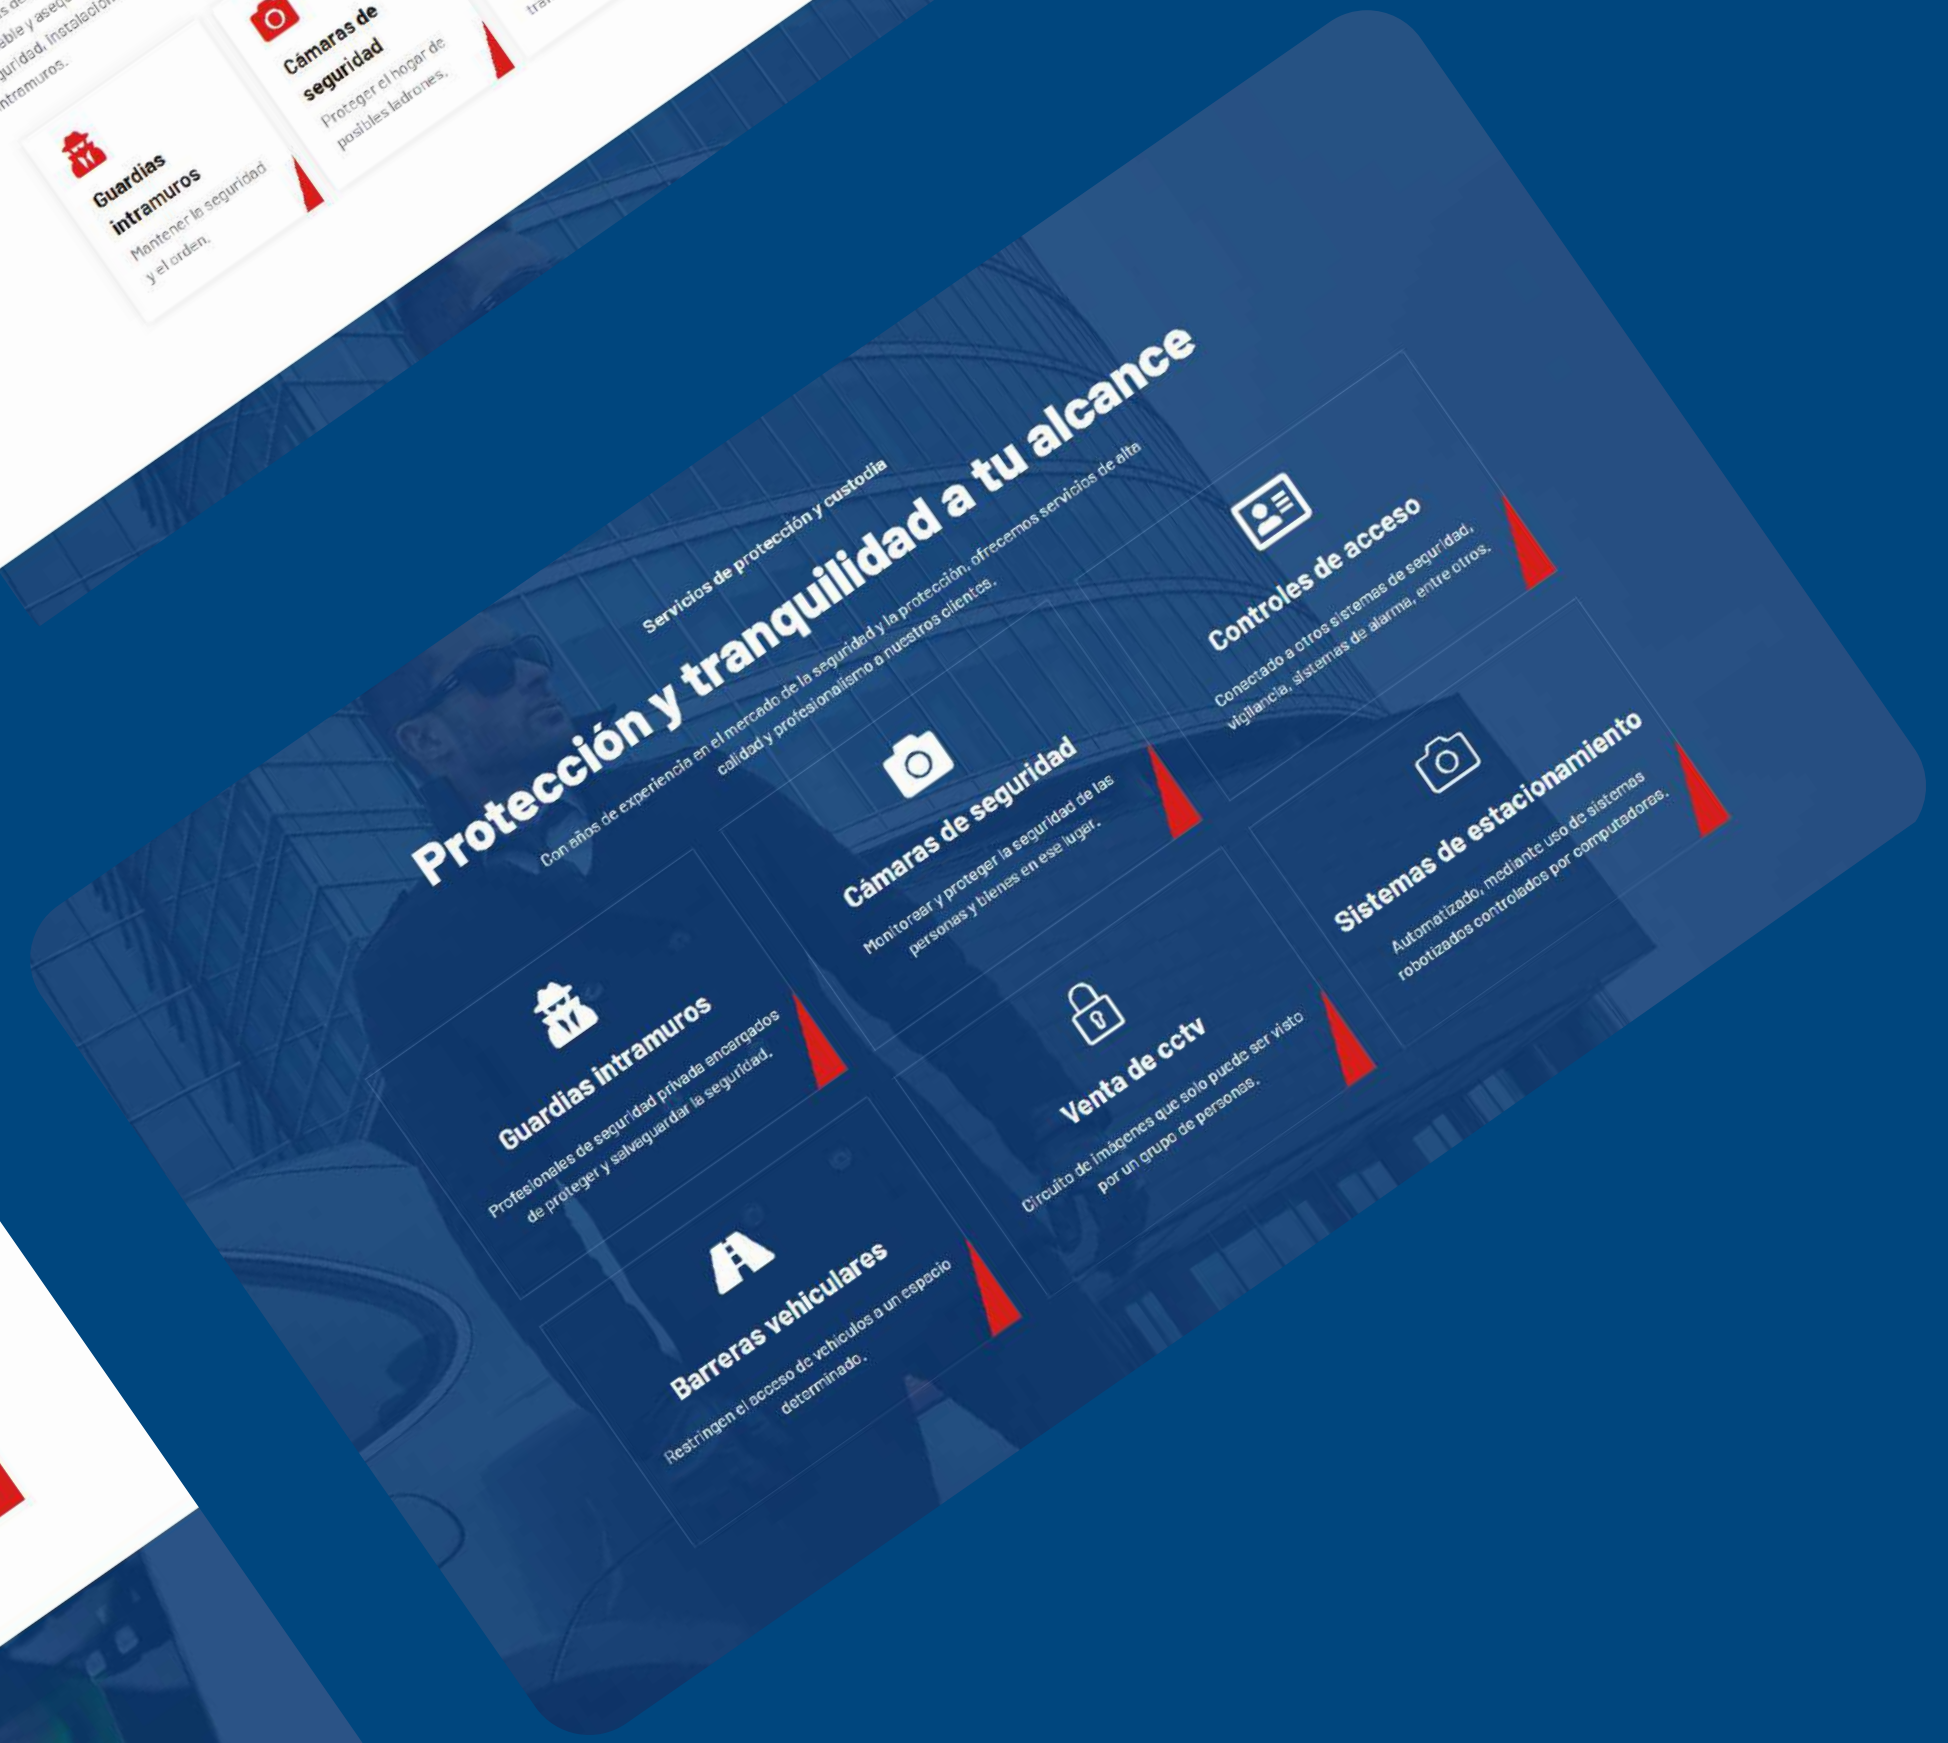 able y aseq
guridad, instalación
ntramuros.
Guardias
intramuros
Mantener la seguridad
y el orden.
Cámaras de
seguridad
Proteger el hogar de
posibles ladrones.
Servicios de protección y custodia
Protección y tranquilidad a tu alcance
Con años de experiencia en el mercado de la seguridad y la protección, ofrecemos servicios de alta
calidad y profesionalismo a nuestros clientes.
Guardias intramuros
Profesionales de seguridad privada encargados
de proteger y salvaguardar la seguridad.
Cámaras de seguridad
Monitorear y proteger la seguridad de las
personas y bienes en ese lugar.
Controles de acceso
Conectado a otros sistemas de seguridad,
vigilancia, sistemas de alarma, entre otros.
Barreras vehiculares
Restringen el acceso de vehículos a un espacio
determinado.
Venta de cctv
Circuito de imágenes que solo puede ser visto
por un grupo de personas.
Sistemas de estacionamiento
Automatizado, mediante uso de sistemas
robotizados controlados por computadoras.